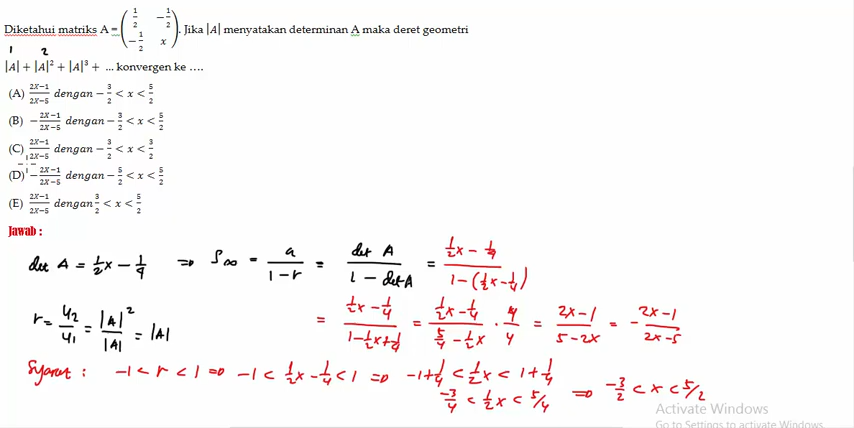 Diketahui matriks A = ( 1/2 -1/2 ; -1/2 x ). Jika |A| menyatakan determinan A maka deret geometri
1 2
|A| + |A|² + |A|³ + ... konvergen ke ....
(A) (2X-1)/(2X-5) dengan -3/2 < x < 5/2
(B) -(2X-1)/(2X-5) dengan -3/2 < x < 5/2
(C) (2X-1)/(2X-5) dengan -3/2 < x < 3/2
(D) -(2X-1)/(2X-5) dengan -5/2 < x < 5/2
(E) (2X-1)/(2X-5) dengan 3/2 < x < 5/2
Jawab :
det A = 1/2x - 1/4 ⇒ S∞ = a/(1-r) = det A/(1 - det A) = (1/2x - 1/4)/(1-(1/2x-1/4))
r = U2/U1 = |A|²/|A| = |A| = (1/2x-1/4)/(1-1/2x+1/4) = (1/2x-1/4)/(5/4-1/2x) · 4/4 = (2x-1)/(5-2x) = -(2x-1)/(2x-5)
Syarat : -1 < r < 1 ⇒ -1 < 1/2x - 1/4 < 1 ⇒ -1+1/4 < 1/2x < 1+1/4
-3/4 < 1/2x < 5/4 ⇒ -3/2 < x < 5/2
Activate Windows
Go to Settings to activate Windows.